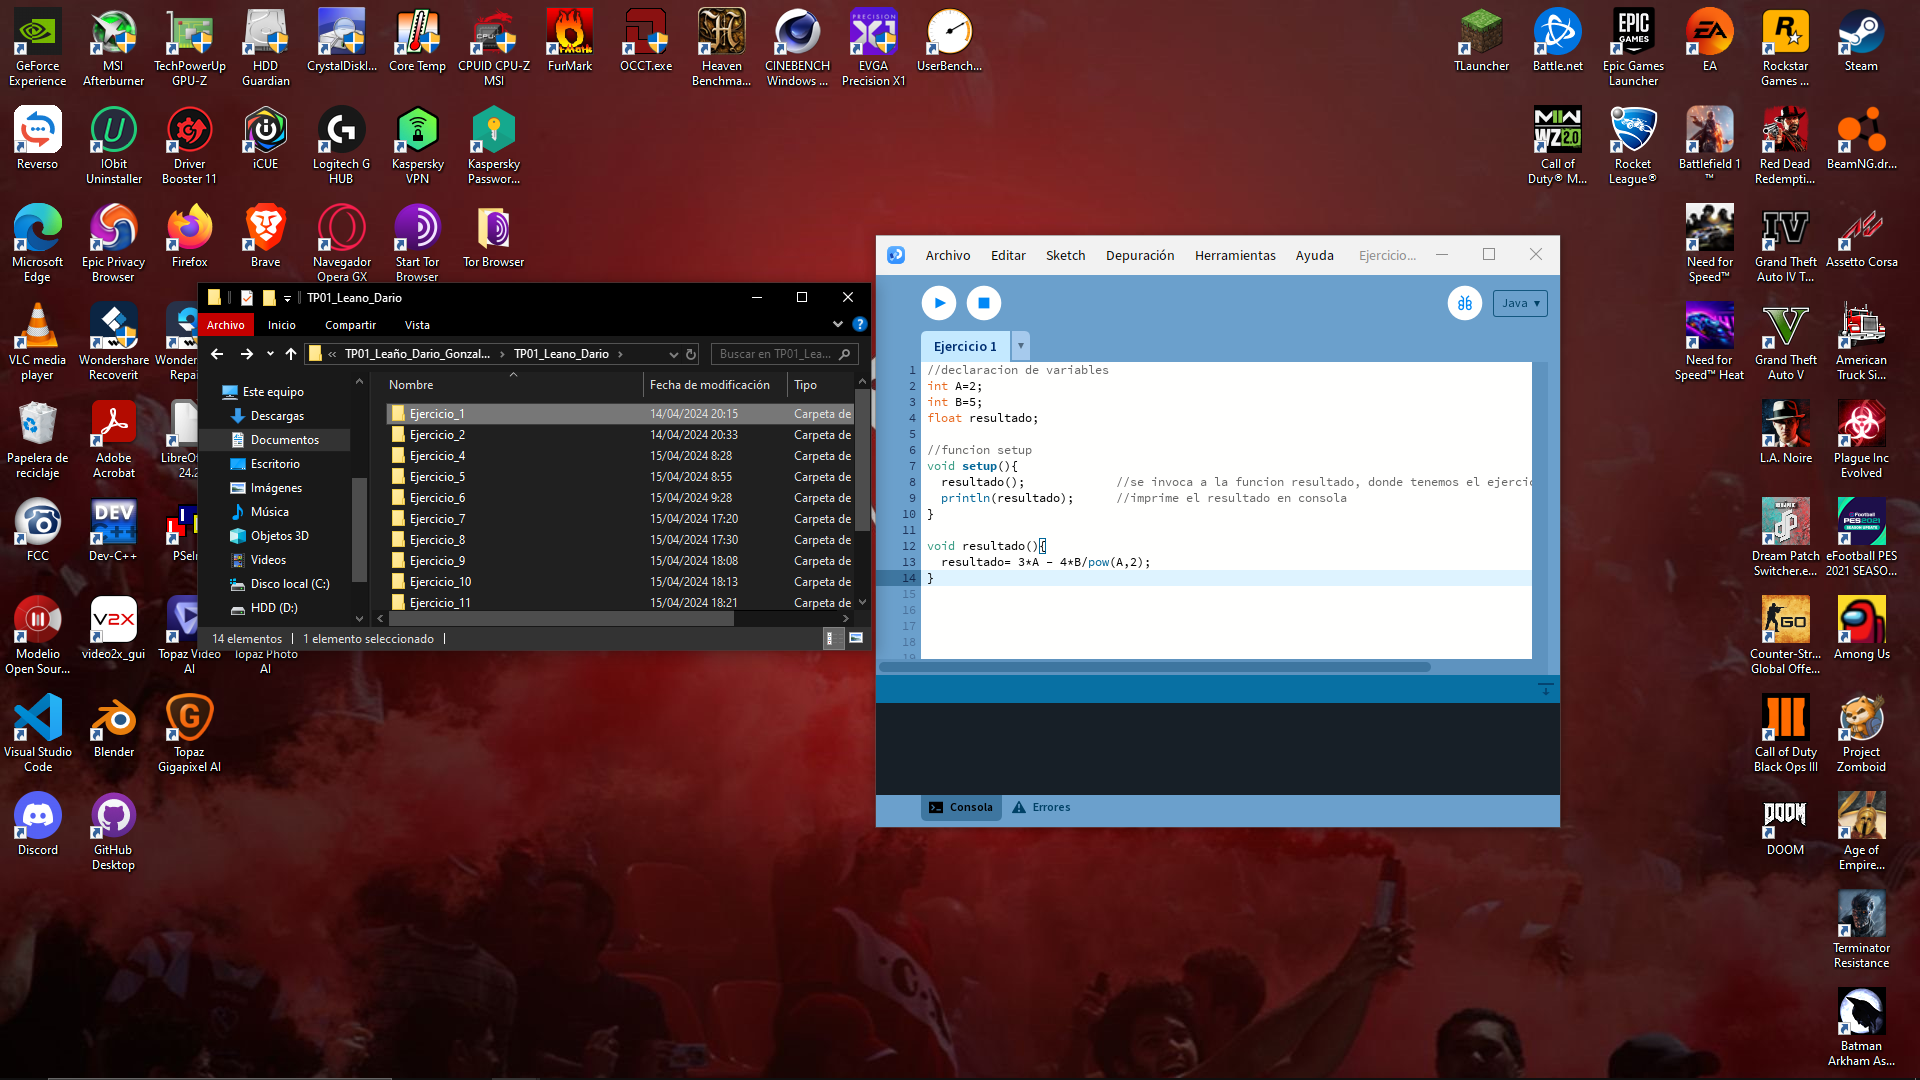 GeForce Experience
MSI Afterburner
TechPowerUp GPU-Z
HDD Guardian
CrystalDiskI...
Core Temp
CPUID CPU-Z MSI
FurMark
OCCT.exe
Heaven Benchma...
CINEBENCH Windows ...
EVGA Precision X1
UserBench...
TLauncher
Battle.net
Epic Games Launcher
EA
Rockstar Games ...
Steam
Reverso
IObit Uninstaller
Driver Booster 11
iCUE
Logitech G HUB
Kaspersky VPN
Kaspersky Passwor...
Call of Duty® M...
Rocket League®
Battlefield 1 ™
Red Dead Redempti...
BeamNG.dr...
Microsoft Edge
Epic Privacy Browser
Firefox
Brave
Navegador Opera GX
Start Tor Browser
Tor Browser
Need for Speed™
Grand Theft Auto IV T...
Assetto Corsa
VLC media player
Wondershare Recoverit
Need for Speed™ Heat
Grand Theft Auto V
American Truck Si...
Papelera de reciclaje
Adobe Acrobat
L.A. Noire
Plague Inc Evolved
FCC
Dev-C++
Dream Patch Switcher.e...
eFootball PES 2021 SEASO...
Modelio Open Sour...
video2x_gui
Topaz Video AI
Topaz Photo AI
Counter-Str... Global Offe...
Among Us
Visual Studio Code
Blender
Topaz Gigapixel AI
Call of Duty Black Ops III
Project Zomboid
Discord
GitHub Desktop
DOOM
Age of Empire...
Terminator Resistance
Batman Arkham As...
TP01_Leano_Dario
Archivo Inicio Compartir Vista
« TP01_Leaño_Dario_Gonzal... > TP01_Leano_Dario >
Buscar en TP01_Lea...
Nombre Fecha de modificación Tipo
Este equipo
Descargas
Documentos
Escritorio
Imágenes
Música
Objetos 3D
Videos
Disco local (C:)
HDD (D:)
Ejercicio_1 14/04/2024 20:15 Carpeta de
Ejercicio_2 14/04/2024 20:33 Carpeta de
Ejercicio_4 15/04/2024 8:28 Carpeta de
Ejercicio_5 15/04/2024 8:55 Carpeta de
Ejercicio_6 15/04/2024 9:28 Carpeta de
Ejercicio_7 15/04/2024 17:20 Carpeta de
Ejercicio_8 15/04/2024 17:30 Carpeta de
Ejercicio_9 15/04/2024 18:08 Carpeta de
Ejercicio_10 15/04/2024 18:13 Carpeta de
Ejercicio_11 15/04/2024 18:21 Carpeta de
14 elementos | 1 elemento seleccionado |
Archivo Editar Sketch Depuración Herramientas Ayuda Ejercicio...
Java
Ejercicio 1
1 //declaracion de variables
2 int A=2;
3 int B=5;
4 float resultado;
5
6 //funcion setup
7 void setup(){
8 resultado(); //se invoca a la funcion resultado, donde tenemos el ejercic
9 println(resultado); //imprime el resultado en consola
10 }
11
12 void resultado(){
13 resultado= 3*A - 4*B/pow(A,2);
14 }
15
16
17
18
19
Consola Errores